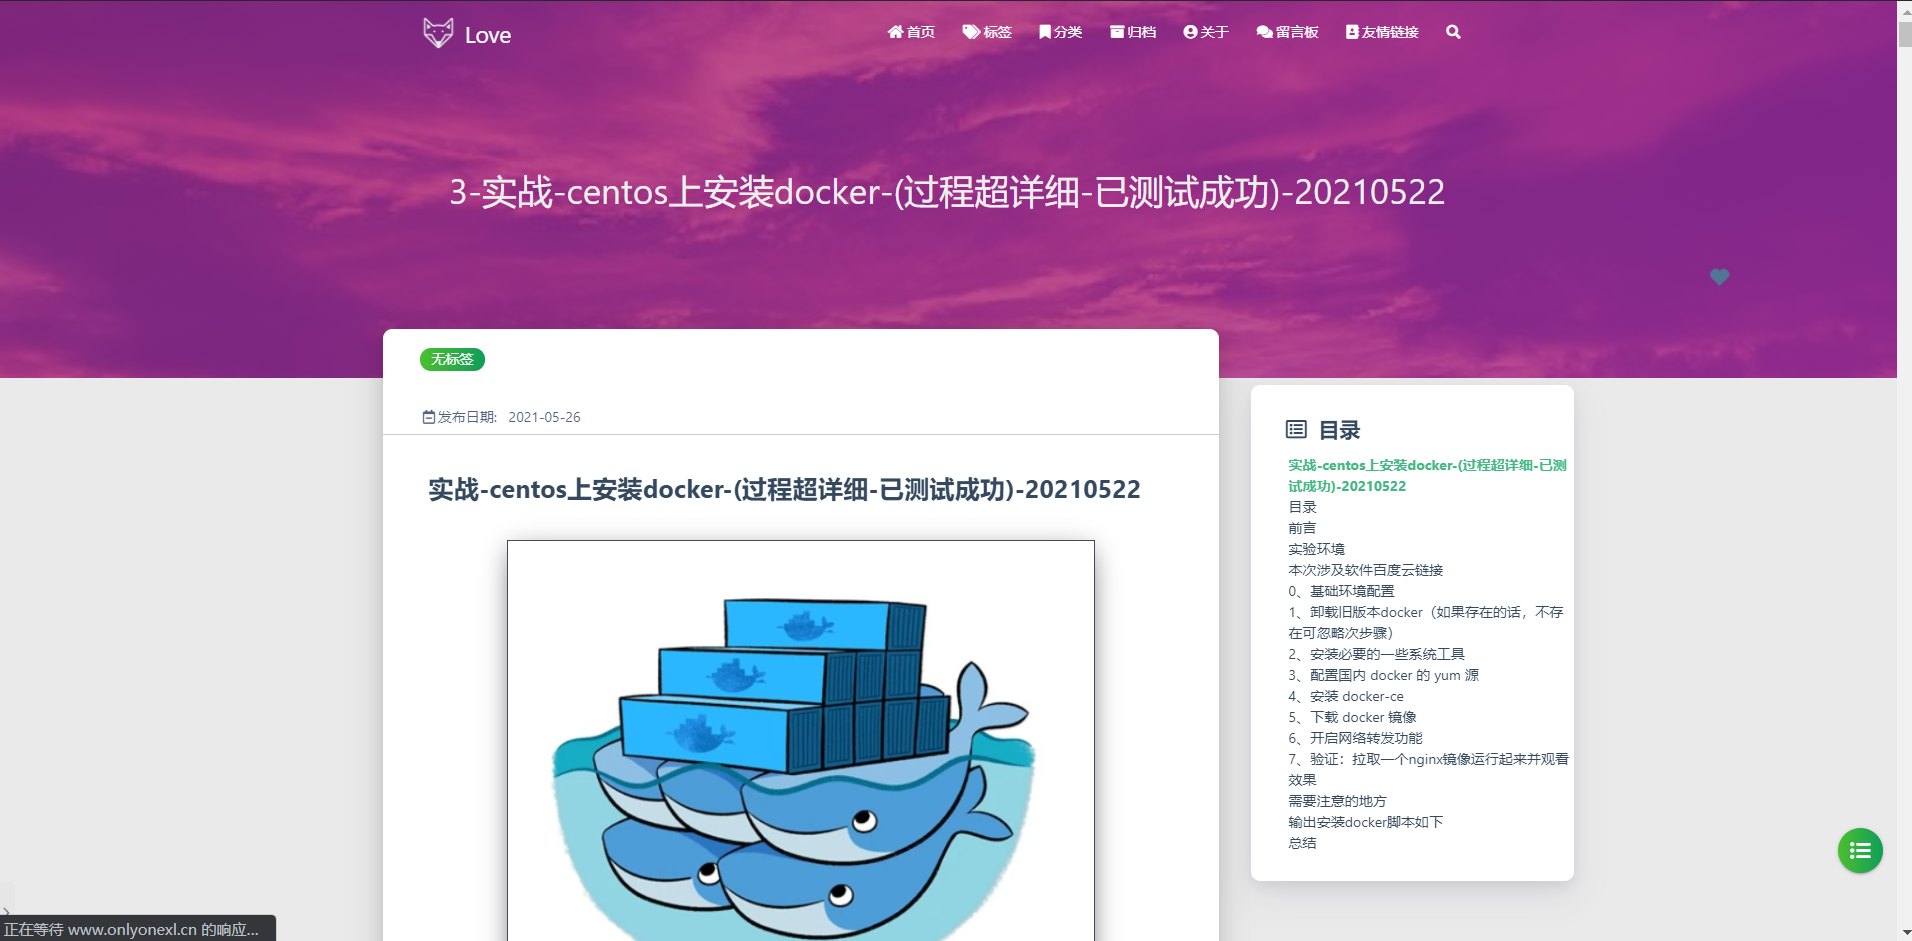 Love
首页 标签 分类 归档 关于 留言板 友情链接
3-实战-centos上安装docker-(过程超详细-已测试成功)-20210522
无标签
发布日期: 2021-05-26
实战-centos上安装docker-(过程超详细-已测试成功)-20210522
目录
实战-centos上安装docker-(过程超详细-已测
试成功)-20210522
目录
前言
实验环境
本次涉及软件百度云链接
0、基础环境配置
1、卸载旧版本docker（如果存在的话，不存
在可忽略次步骤）
2、安装必要的一些系统工具
3、配置国内 docker 的 yum 源
4、安装 docker-ce
5、下载 docker 镜像
6、开启网络转发功能
7、验证：拉取一个nginx镜像运行起来并观看
效果
需要注意的地方
输出安装docker脚本如下
总结
正在等待 www.onlyonexl.cn 的响应...